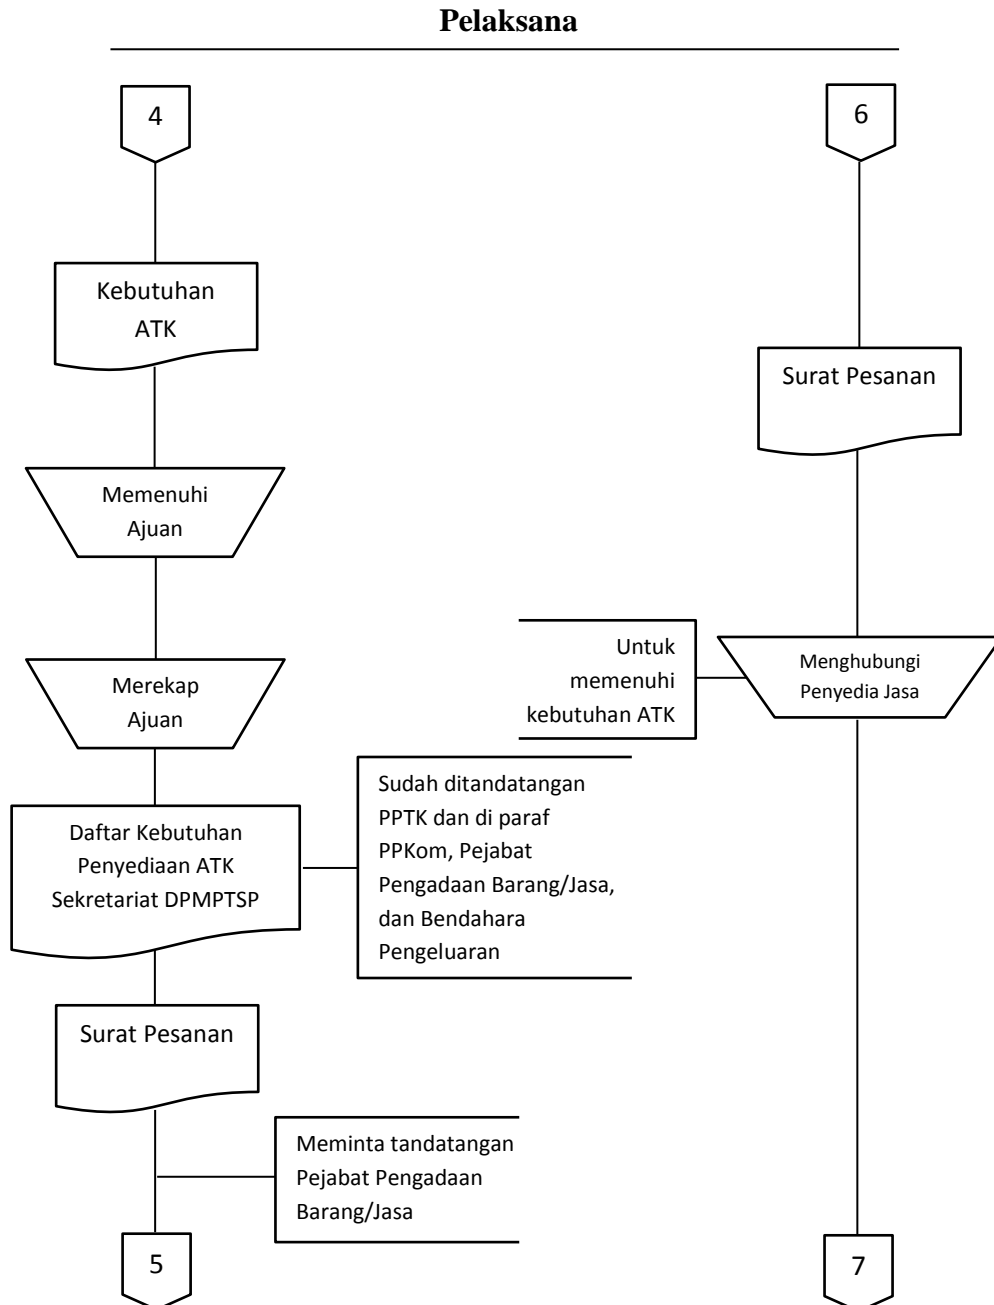 Pelaksana
4
Kebutuhan
ATK
Memenuhi
Ajuan
Merekap
Ajuan
Daftar Kebutuhan
Penyediaan ATK
Sekretariat DPMPTSP
Sudah ditandatangan
PPTK dan di paraf
PPKom, Pejabat
Pengadaan Barang/Jasa,
dan Bendahara
Pengeluaran
Surat Pesanan
Meminta tandatangan
Pejabat Pengadaan
Barang/Jasa
5
6
Surat Pesanan
Untuk
memenuhi
kebutuhan ATK
Menghubungi
Penyedia Jasa
7